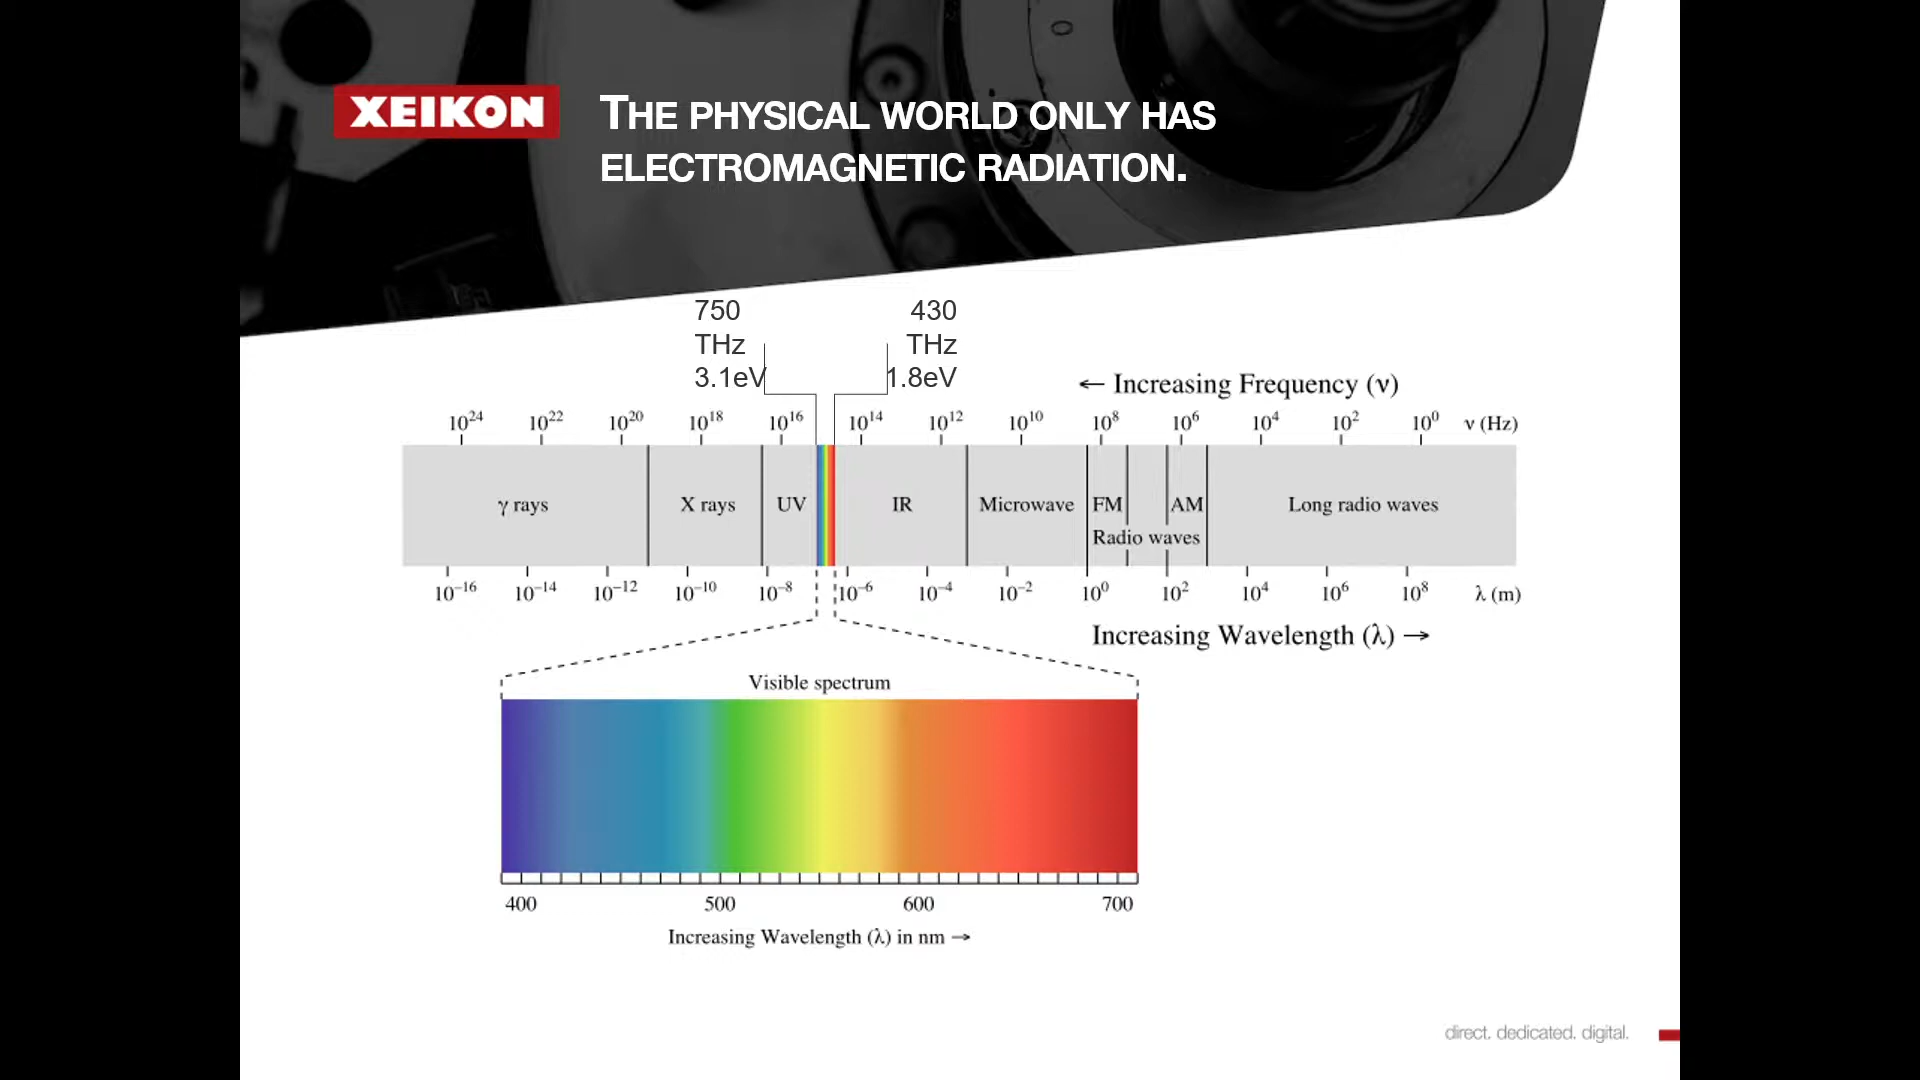 XEIKON
THE PHYSICAL WORLD ONLY HAS
ELECTROMAGNETIC RADIATION.
750
THz
3.1eV
430
THz
1.8eV
← Increasing Frequency (ν)
10²⁴ 10²² 10²⁰ 10¹⁸ 10¹⁶ 10¹⁴ 10¹² 10¹⁰ 10⁸ 10⁶ 10⁴ 10² 10⁰ ν (Hz)
γ rays X rays UV IR Microwave FM AM Long radio waves
Radio waves
10⁻¹⁶ 10⁻¹⁴ 10⁻¹² 10⁻¹⁰ 10⁻⁸ 10⁻⁶ 10⁻⁴ 10⁻² 10⁰ 10² 10⁴ 10⁶ 10⁸ λ (m)
Increasing Wavelength (λ) →
Visible spectrum
400 500 600 700
Increasing Wavelength (λ) in nm →
direct. dedicated. digital.